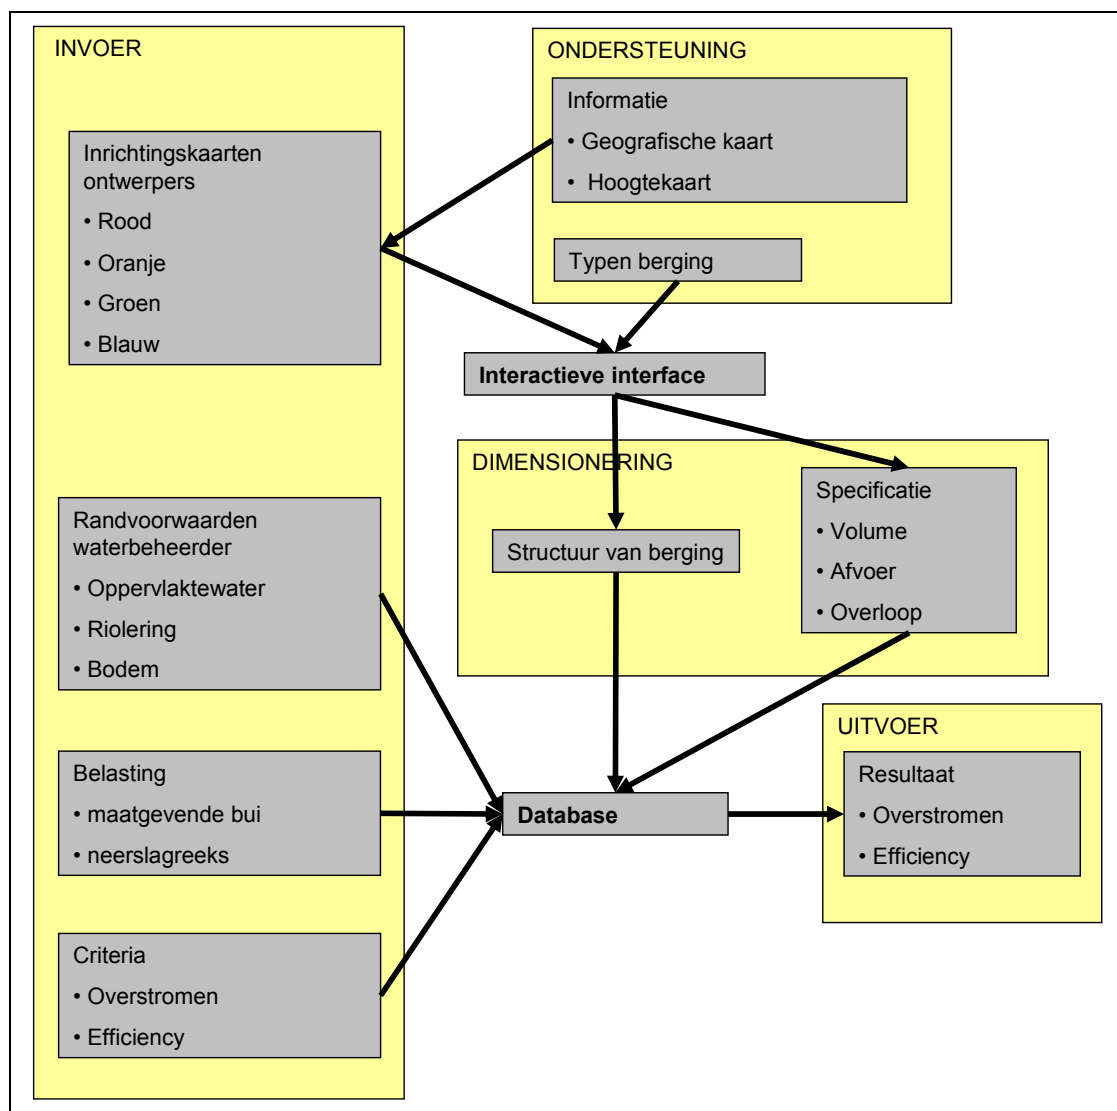 INVOER
Inrichtingskaarten
ontwerpers
• Rood
• Oranje
• Groen
• Blauw
Randvoorwaarden
waterbeheerder
• Oppervlaktewater
• Riolering
• Bodem
Belasting
• maatgevende bui
• neerslagreeks
Criteria
• Overstromen
• Efficiency
ONDERSTEUNING
Informatie
• Geografische kaart
• Hoogtekaart
Typen berging
Interactieve interface
DIMENSIONERING
Structuur van berging
Specificatie
• Volume
• Afvoer
• Overloop
Database
UITVOER
Resultaat
• Overstromen
• Efficiency